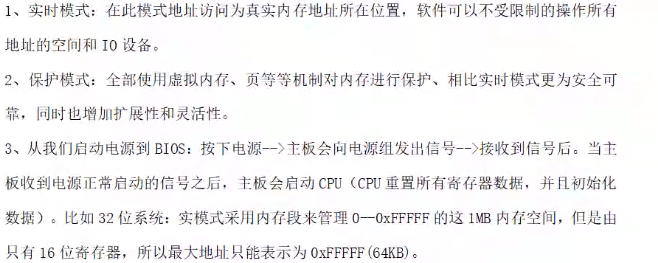 1、实时模式：在此模式地址访问为真实内存地址所在位置，软件可以不受限制的操作所有
地址的空间和 IO 设备。
2、保护模式：全部使用虚拟内存、页等等机制对内存进行保护、相比实时模式更为安全可
靠，同时也增加扩展性和灵活性。
3、从我们启动电源到 BIOS：按下电源-->主板会向电源组发出信号-->接收到信号后。当主
板收到电源正常启动的信号之后，主板会启动 CPU（CPU 重置所有寄存器数据，并且初始化
数据）。比如 32 位系统：实模式采用内存段来管理 0--0xFFFFF 的这 1MB 内存空间，但是由
只有 16 位寄存器，所以最大地址只能表示为 0xFFFFF(64KB)。